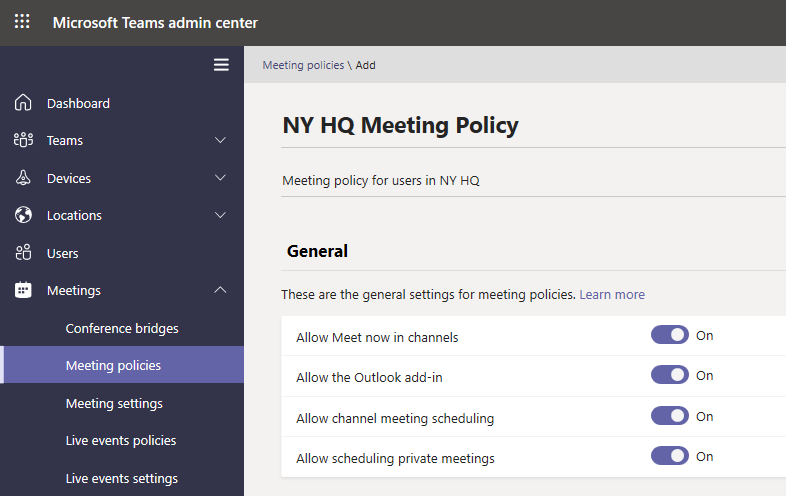 Microsoft Teams admin center
Meeting policies \ Add
Dashboard
Teams
Devices
Locations
Users
Meetings
Conference bridges
Meeting policies
Meeting settings
Live events policies
Live events settings
NY HQ Meeting Policy
Meeting policy for users in NY HQ
General
These are the general settings for meeting policies. Learn more
Allow Meet now in channels On
Allow the Outlook add-in On
Allow channel meeting scheduling On
Allow scheduling private meetings On